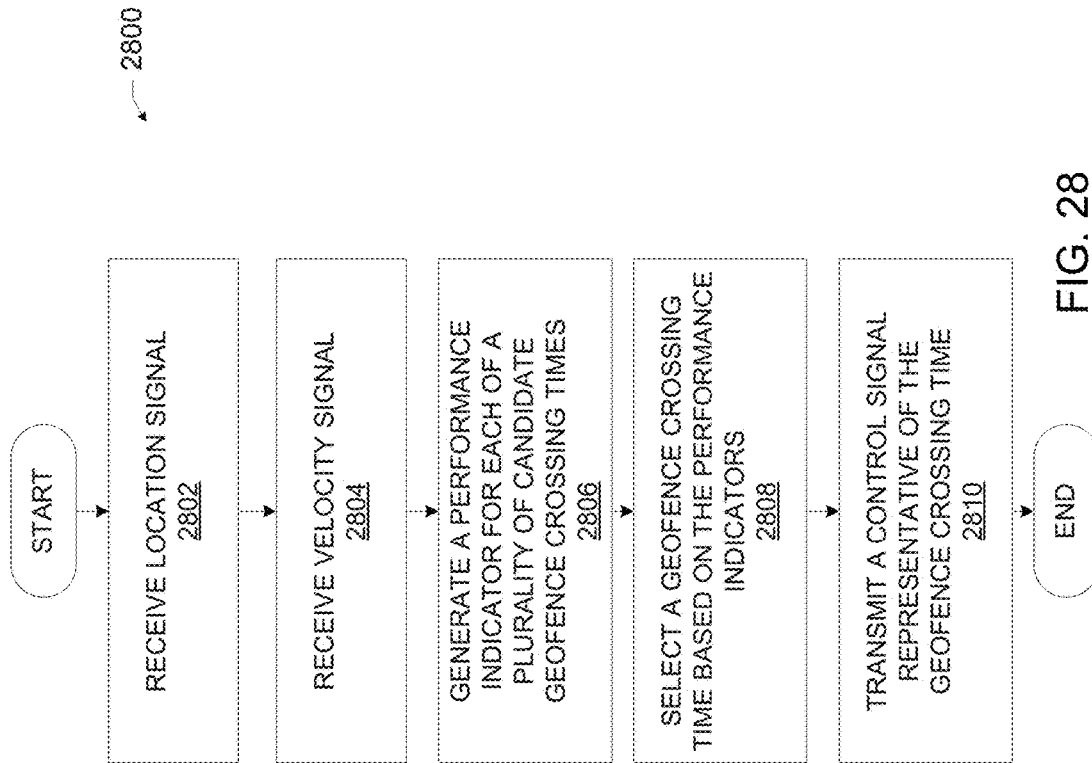 2800
START
RECEIVE LOCATION SIGNAL
2802
RECEIVE VELOCITY SIGNAL
2804
GENERATE A PERFORMANCE
INDICATOR FOR EACH OF A
PLURALITY OF CANDIDATE
GEOFENCE CROSSING TIMES
2806
SELECT A GEOFENCE CROSSING
TIME BASED ON THE PERFORMANCE
INDICATORS
2808
TRANSMIT A CONTROL SIGNAL
REPRESENTATIVE OF THE
GEOFENCE CROSSING TIME
2810
END
FIG. 28